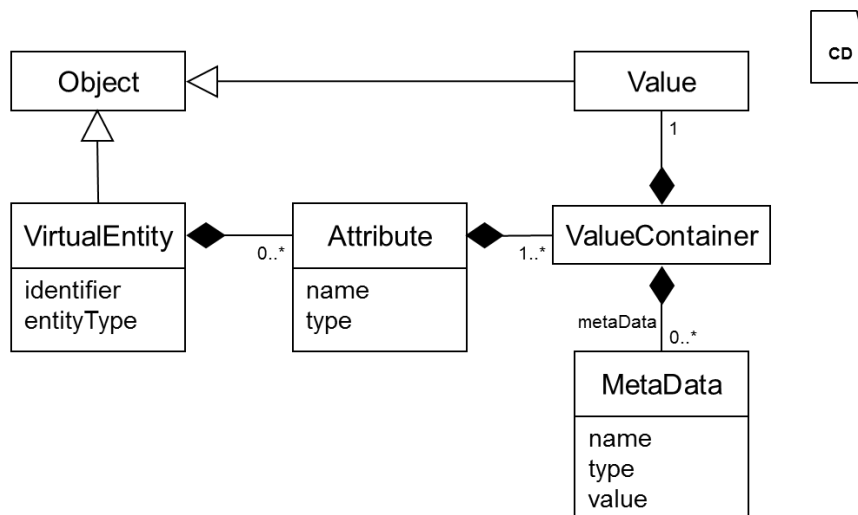 CD
Object
Value
1
VirtualEntity
identifier
entityType
0..*
Attribute
name
type
1..*
ValueContainer
metaData
0..*
MetaData
name
type
value